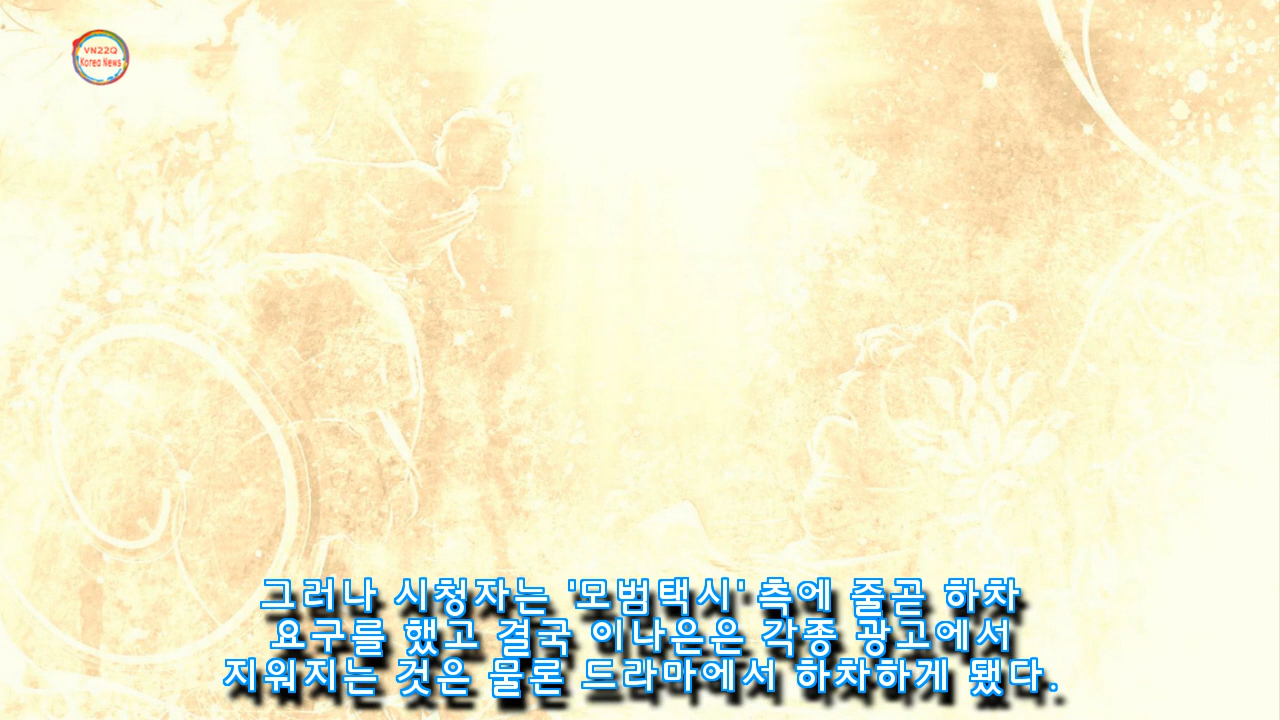 VN22Q
Korea News
그러나 시청자는 '모범택시' 측에 줄곧 하차
요구를 했고 결국 이나은은 각종 광고에서
지워지는 것은 물론 드라마에서 하차하게 됐다.